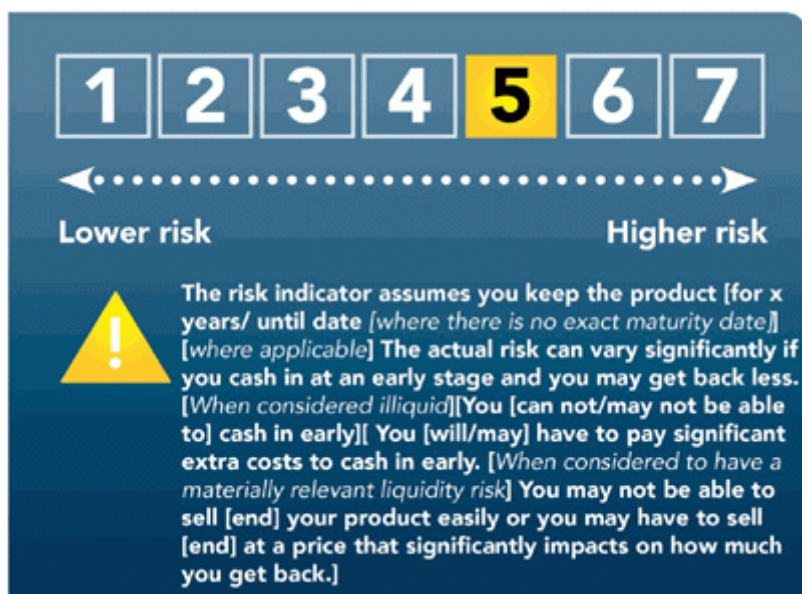 1 2 3 4 5 6 7
Lower risk Higher risk
!
The risk indicator assumes you keep the product [for x
years/ until date [where there is no exact maturity date]]
[where applicable] The actual risk can vary significantly if
you cash in at an early stage and you may get back less.
[When considered illiquid][You [can not/may not be able
to] cash in early][ You [will/may] have to pay significant
extra costs to cash in early. [When considered to have a
materially relevant liquidity risk] You may not be able to
sell [end] your product easily or you may have to sell
[end] at a price that significantly impacts on how much
you get back.]